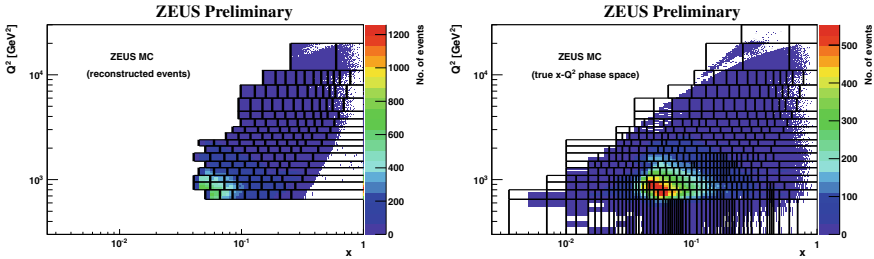 ZEUS Preliminary
Q² [GeV²]
ZEUS MC
(reconstructed events)
10⁴
10³
10⁻²
10⁻¹
1
x
No. of events
1200
1000
800
600
400
200
0
ZEUS Preliminary
Q² [GeV²]
ZEUS MC
(true x-Q² phase space)
10⁴
10³
10⁻²
10⁻¹
1
x
No. of events
500
400
300
200
100
0